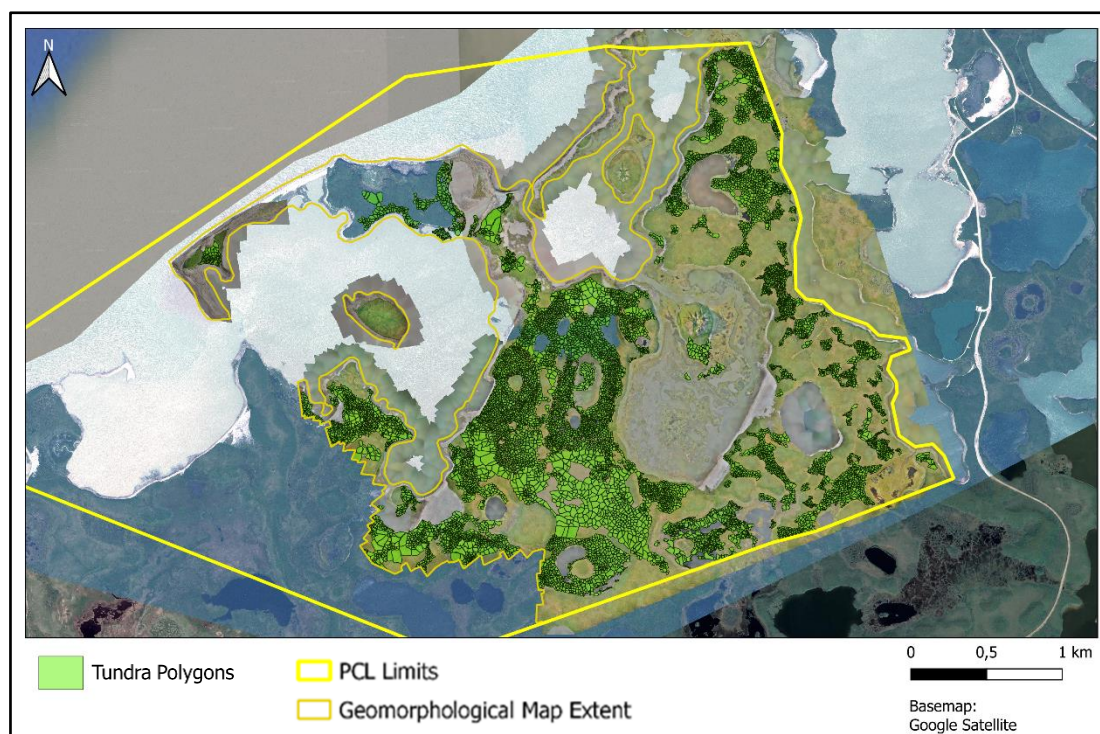 N
Tundra Polygons
PCL Limits
Geomorphological Map Extent
0 0,5 1 km
Basemap:
Google Satellite